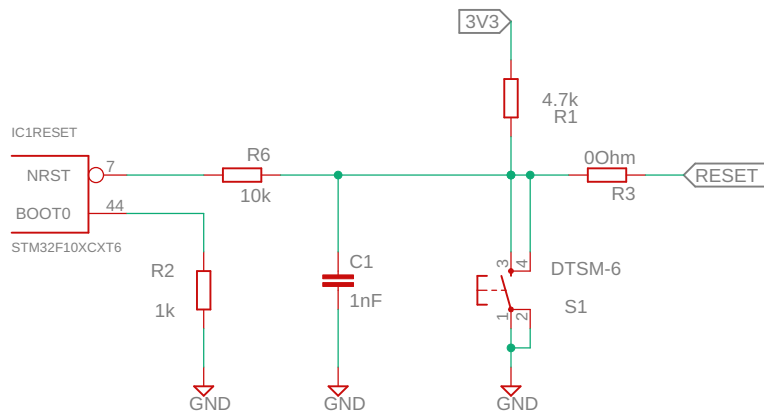 3V3
4.7k
R1
IC1RESET
R6
0Ohm
7
NRST
RESET
10k
R3
BOOT0
44
STM32F10XCXT6
R2
C1
3
4
DTSM-6
1k
1nF
S1
1
2
GND
GND
GND